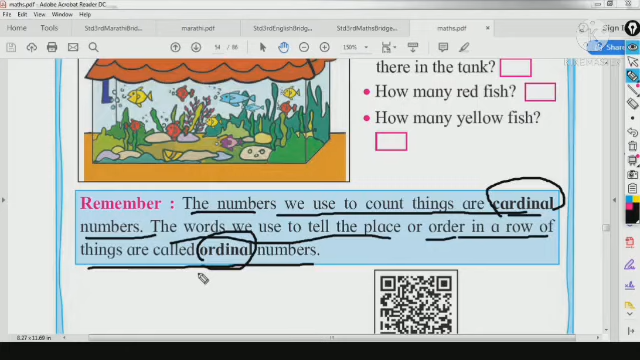 maths.pdf - Adobe Acrobat Reader DC
File Edit View Window Help
Home Tools
Std3rdMarathiBrid...
marathi.pdf
Std3rdEnglishBridg...
Std3rdMathsBridge...
maths.pdf ×
Sign In
54 / 86
150%
Share
KINEMASTER
there in the tank?
• How many red fish?
• How many yellow fish?
Remember : The numbers we use to count things are cardinal
numbers. The words we use to tell the place or order in a row of
things are called ordinal numbers.
8.27 x 11.69 in